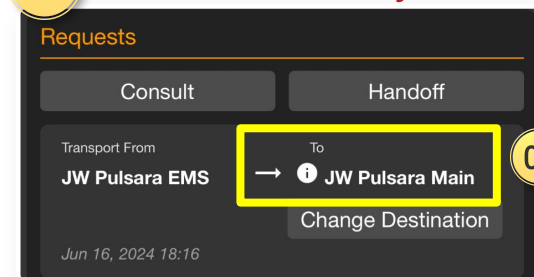 Requests
Consult
Handoff
Transport From
To
JW Pulsara EMS
→
JW Pulsara Main
Change Destination
Jun 16, 2024 18:16